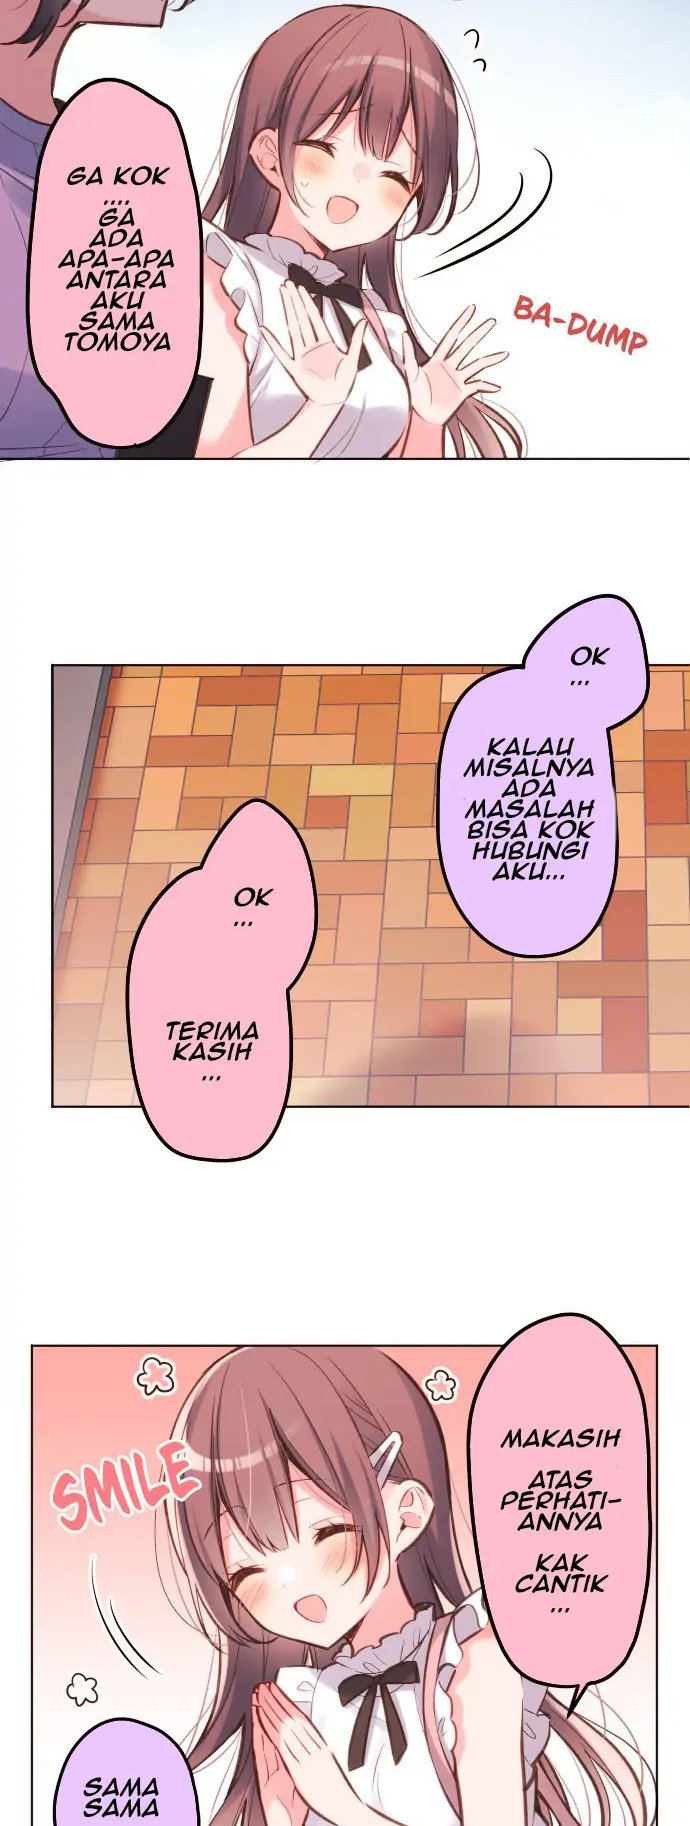 GA KOK
....
GA
ADA
APA-APA
ANTARA
AKU
SAMA
TOMOYA
BA-DUMP
OK
...
KALAU
MISALNYA
ADA
MASALAH
BISA KOK
HUBUNGI
AKU...
OK
...
TERIMA
KASIH
...
SMILE
MAKASIH
ATAS
PERHATI-
ANNYA
KAK
CANTIK
...
SAMA
SAMA